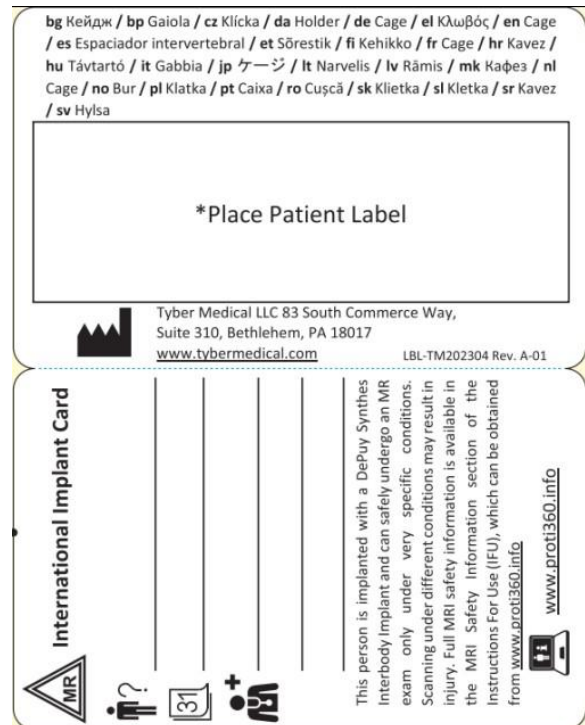 bg Кейдж / bp Gaiola / cz Klícka / da Holder / de Cage / el Κλωβός / en Cage
/ es Espaciador intervertebral / et Sõrestik / fi Kehikko / fr Cage / hr Kavez /
hu Távtartó / it Gabbia / jp ケージ / lt Narvelis / lv Rāmis / mk Кафез / nl
Cage / no Bur / pl Klatka / pt Caixa / ro Cușcă / sk Klietka / sl Kletka / sr Kavez
/ sv Hylsa
*Place Patient Label
Tyber Medical LLC 83 South Commerce Way,
Suite 310, Bethlehem, PA 18017
www.tybermedical.com
LBL-TM202304 Rev. A-01
MR
International Implant Card
?
31
This person is implanted with a DePuy Synthes
Interbody Implant and can safely undergo an MR
exam only under very specific conditions.
Scanning under different conditions may result in
injury. Full MRI safety information is available in
the MRI Safety Information section of the
Instructions For Use (IFU), which can be obtained
from www.proti360.info
www.proti360.info